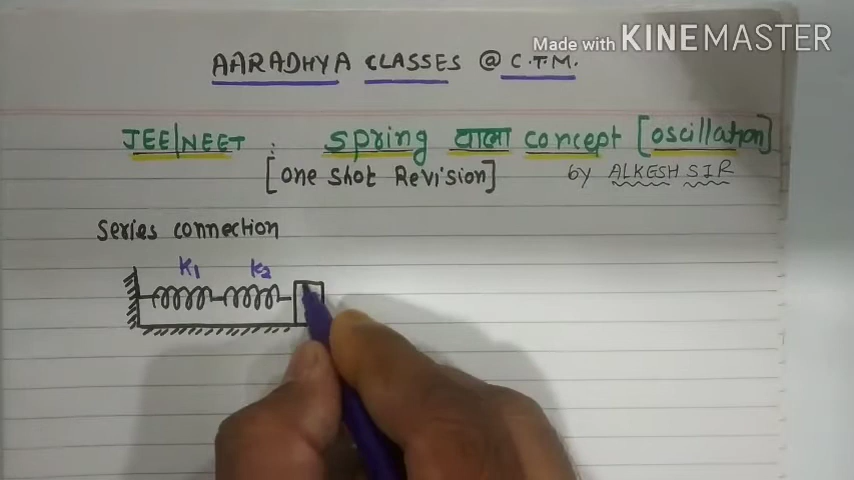 Made with KINEMASTER
AARADHYA CLASSES @ C.T.M.
JEE|NEET : spring वाला concept [oscillation]
[one shot Revision] by ALKESH SIR
Series connection
K1 K2